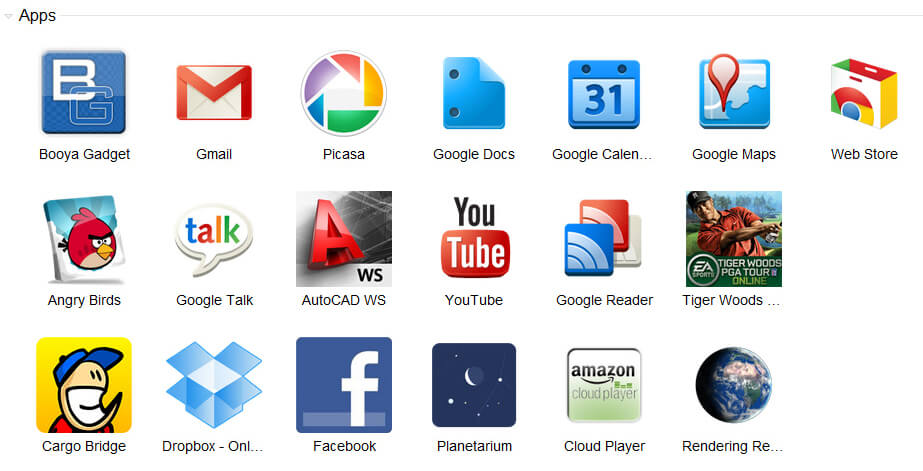 Apps
B
G
Booya Gadget
Gmail
Picasa
Google Docs
31
Google Calen...
Google Maps
Web Store
Angry Birds
talk
Google Talk
A
WS
AutoCAD WS
You
Tube
YouTube
Google Reader
EA
SPORTS
TIGER WOODS
PGA TOUR
ONLINE
Tiger Woods ...
Cargo Bridge
Dropbox - Onl...
f
Facebook
Planetarium
amazon
cloud player
Cloud Player
Rendering Re...